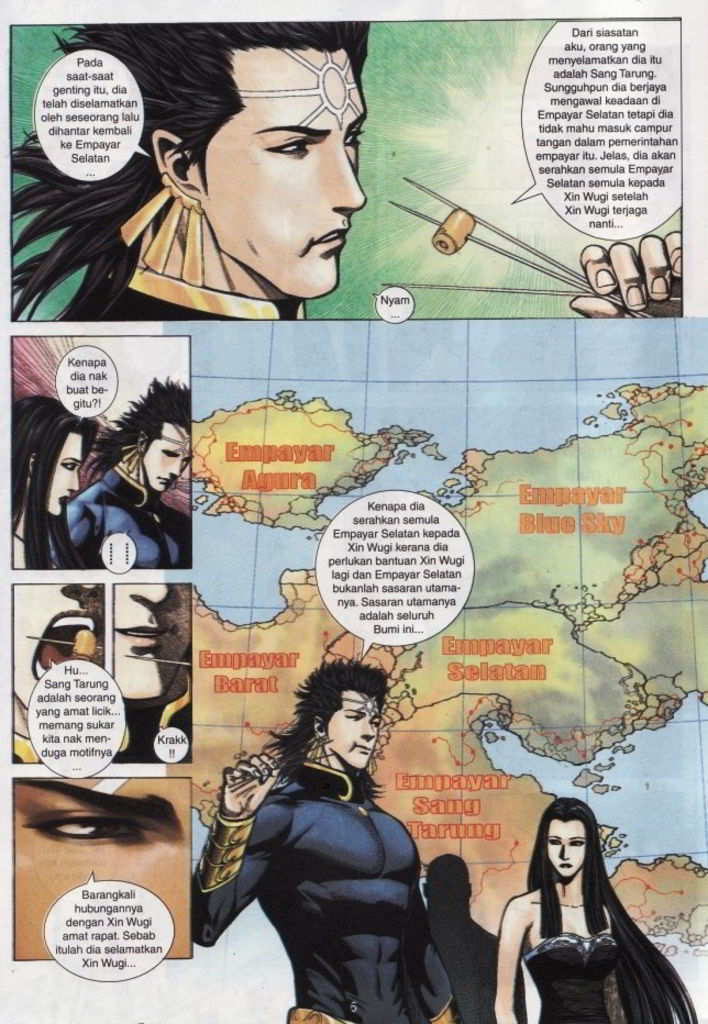 Pada
saat-saat
genting itu, dia
telah diselamatkan
oleh seseorang lalu
dihantar kembali
ke Empayar
Selatan
...
Dari siasatan
aku, orang yang
menyelamatkan dia itu
adalah Sang Tarung.
Sungguhpun dia berjaya
mengawal keadaan di
Empayar Selatan tetapi dia
tidak mahu masuk campur
tangan dalam pemerintahan
empayar itu. Jelas, dia akan
serahkan Empayar
Selatan semula kepada
Xin Wugi setelah
Xin Wugi terjaga
nanti...
Nyam
...
Kenapa
dia nak
buat be-
gitu?!
Empayar
Agura
Empayar
Blue Sky
Kenapa dia
serahkan semula
Empayar Selatan kepada
Xin Wugi kerana dia
perlukan bantuan Xin Wugi
lagi dan Empayar Selatan
bukanlah sasaran utama-
nya. Sasaran utamanya
adalah seluruh
Bumi ini...
Empayar
Barat
Empayar
Selatan
Empayar
Sang
Tarung
Hu...
Sang Tarung
adalah seorang
yang amat licik...
memang sukar
kita nak men-
duga motifnya
...
Krakk
!!
Barangkali
hubungannya
dengan Xin Wugi
amat rapat. Sebab
itulah dia selamatkan
Xin Wugi...
5